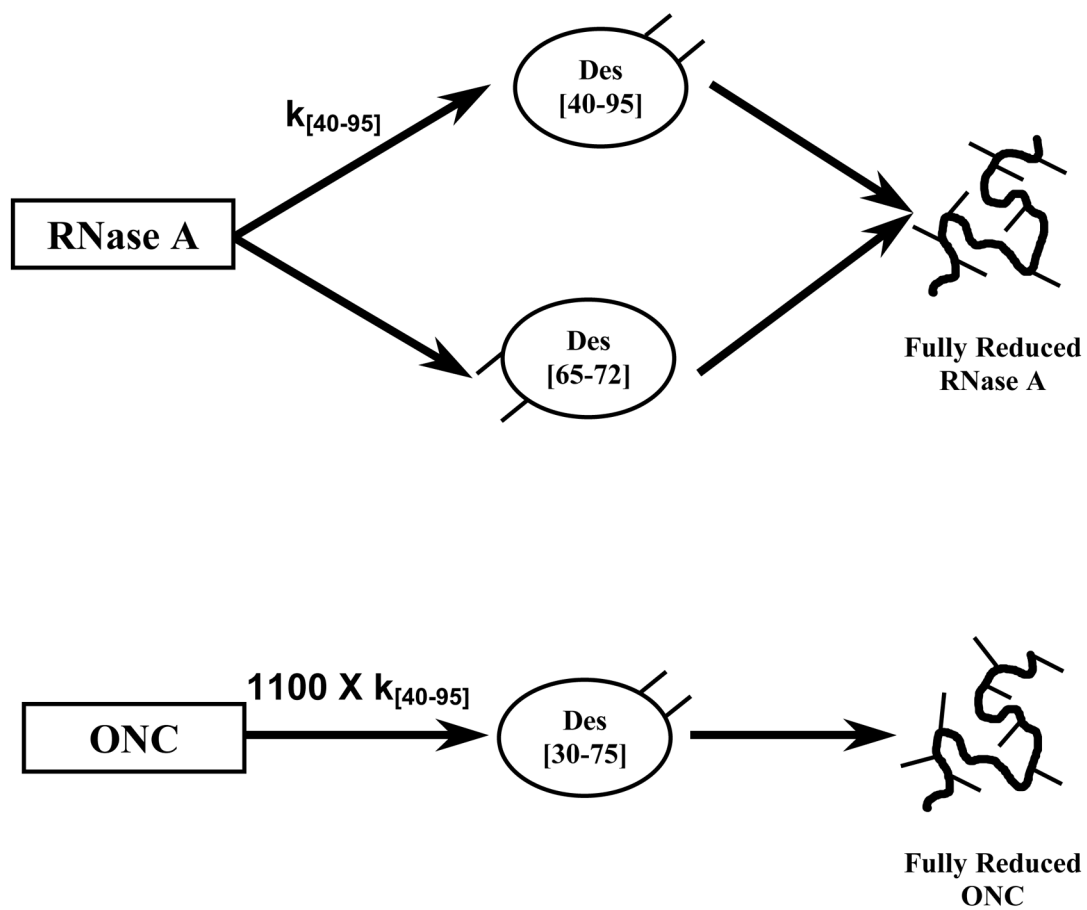 Des
[40-95]
k[40-95]
RNase A
Des
[65-72]
Fully Reduced
RNase A
1100 X k[40-95]
ONC
Des
[30-75]
Fully Reduced
ONC